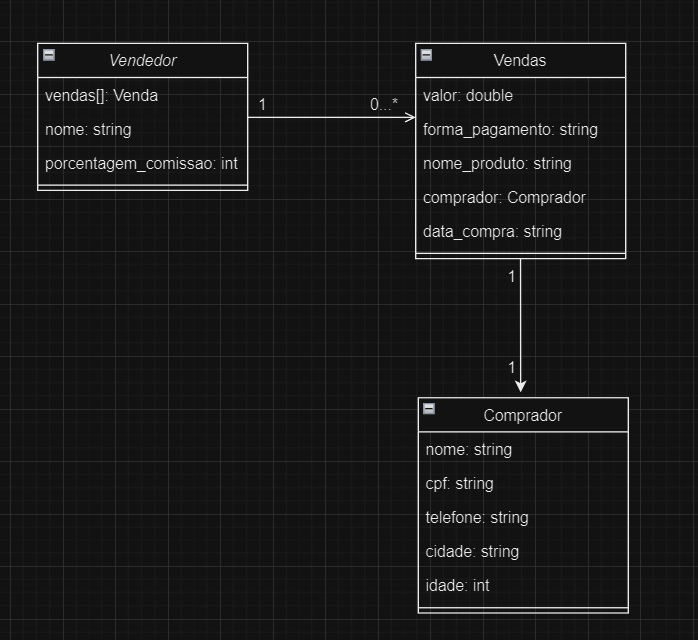 Vendedor
vendas[]: Venda
nome: string
porcentagem_comissao: int
1
0...*
Vendas
valor: double
forma_pagamento: string
nome_produto: string
comprador: Comprador
data_compra: string
1
1
Comprador
nome: string
cpf: string
telefone: string
cidade: string
idade: int